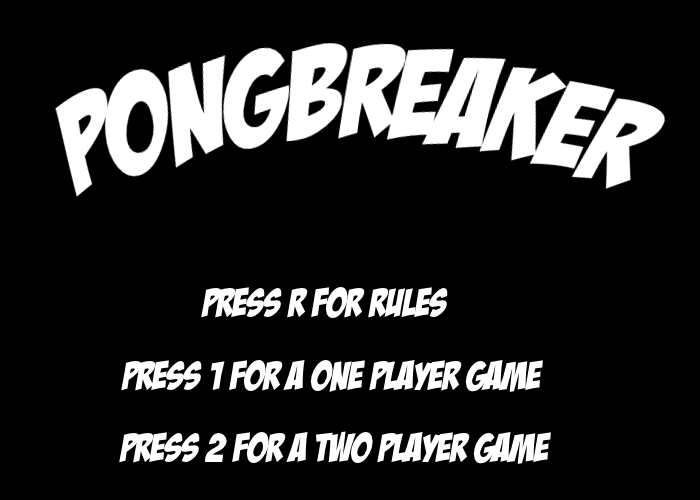 PONGBREAKER
PRESS R FOR RULES
PRESS 1 FOR A ONE PLAYER GAME
PRESS 2 FOR A TWO PLAYER GAME